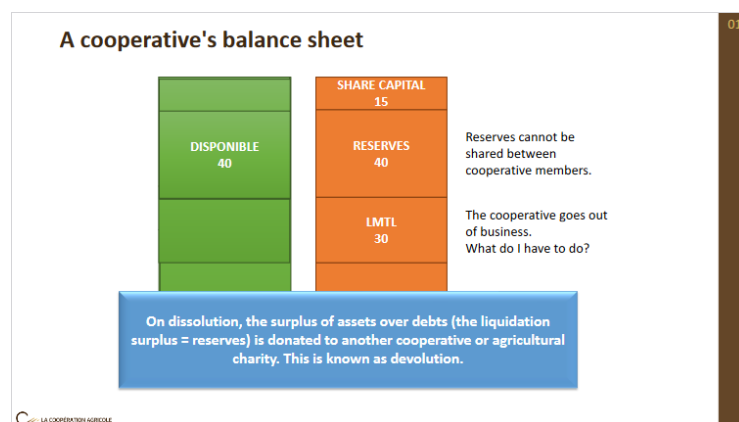 A cooperative's balance sheet
01
SHARE CAPITAL
15
DISPONIBLE
40
RESERVES
40
Reserves cannot be
shared between
cooperative members.
LMTL
30
The cooperative goes out
of business.
What do I have to do?
On dissolution, the surplus of assets over debts (the liquidation
surplus = reserves) is donated to another cooperative or agricultural
charity. This is known as devolution.
LA COOPÉRATION AGRICOLE